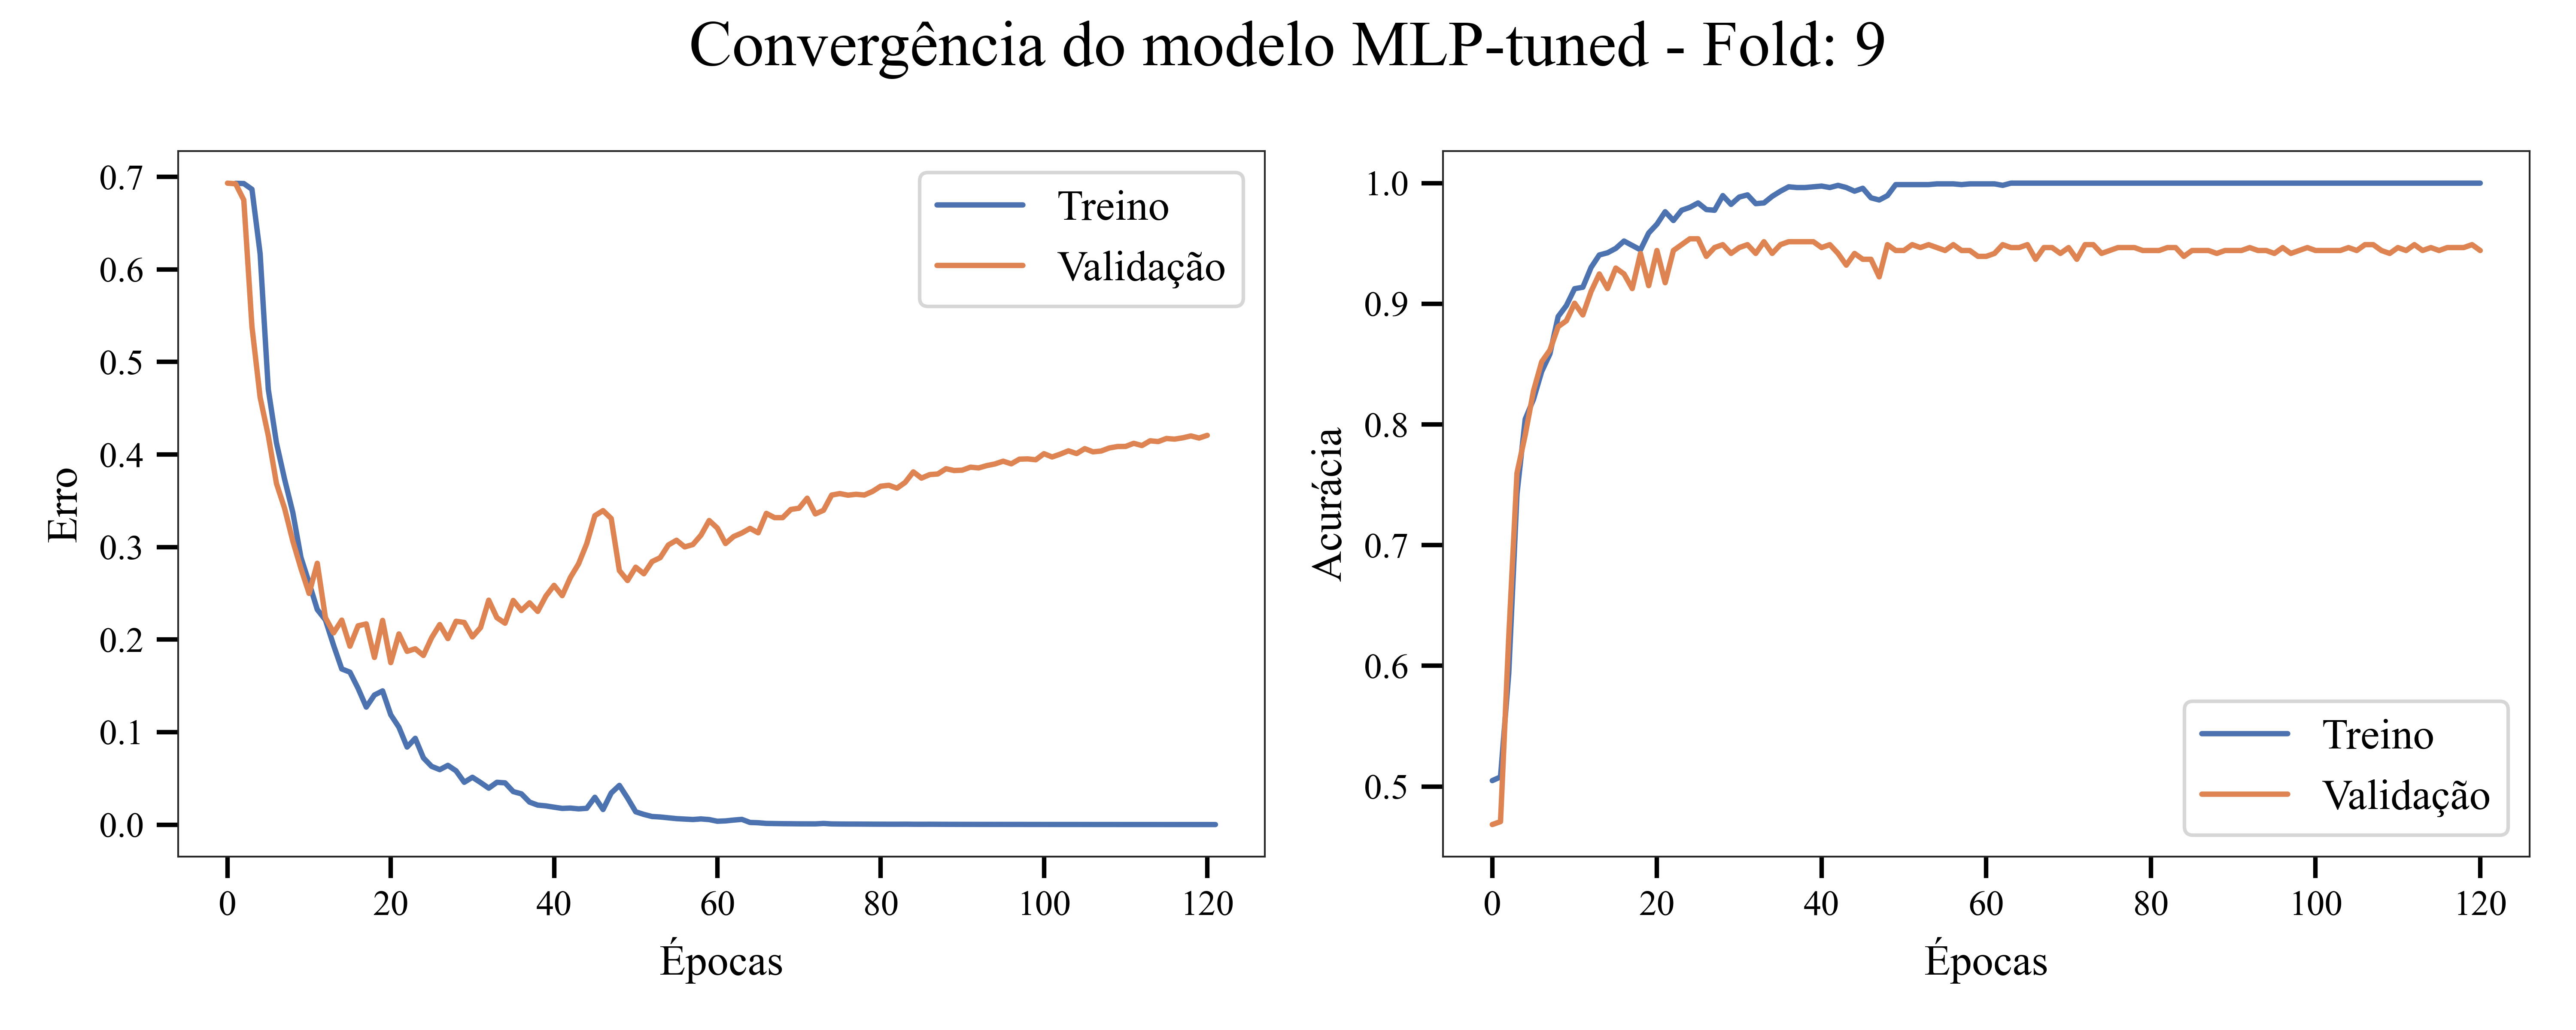 Convergência do modelo MLP-tuned - Fold: 9
Erro
0.7
0.6
0.5
0.4
0.3
0.2
0.1
0.0
Treino
Validação
0 20 40 60 80 100 120
Épocas
Acurácia
1.0
0.9
0.8
0.7
0.6
0.5
Treino
Validação
0 20 40 60 80 100 120
Épocas